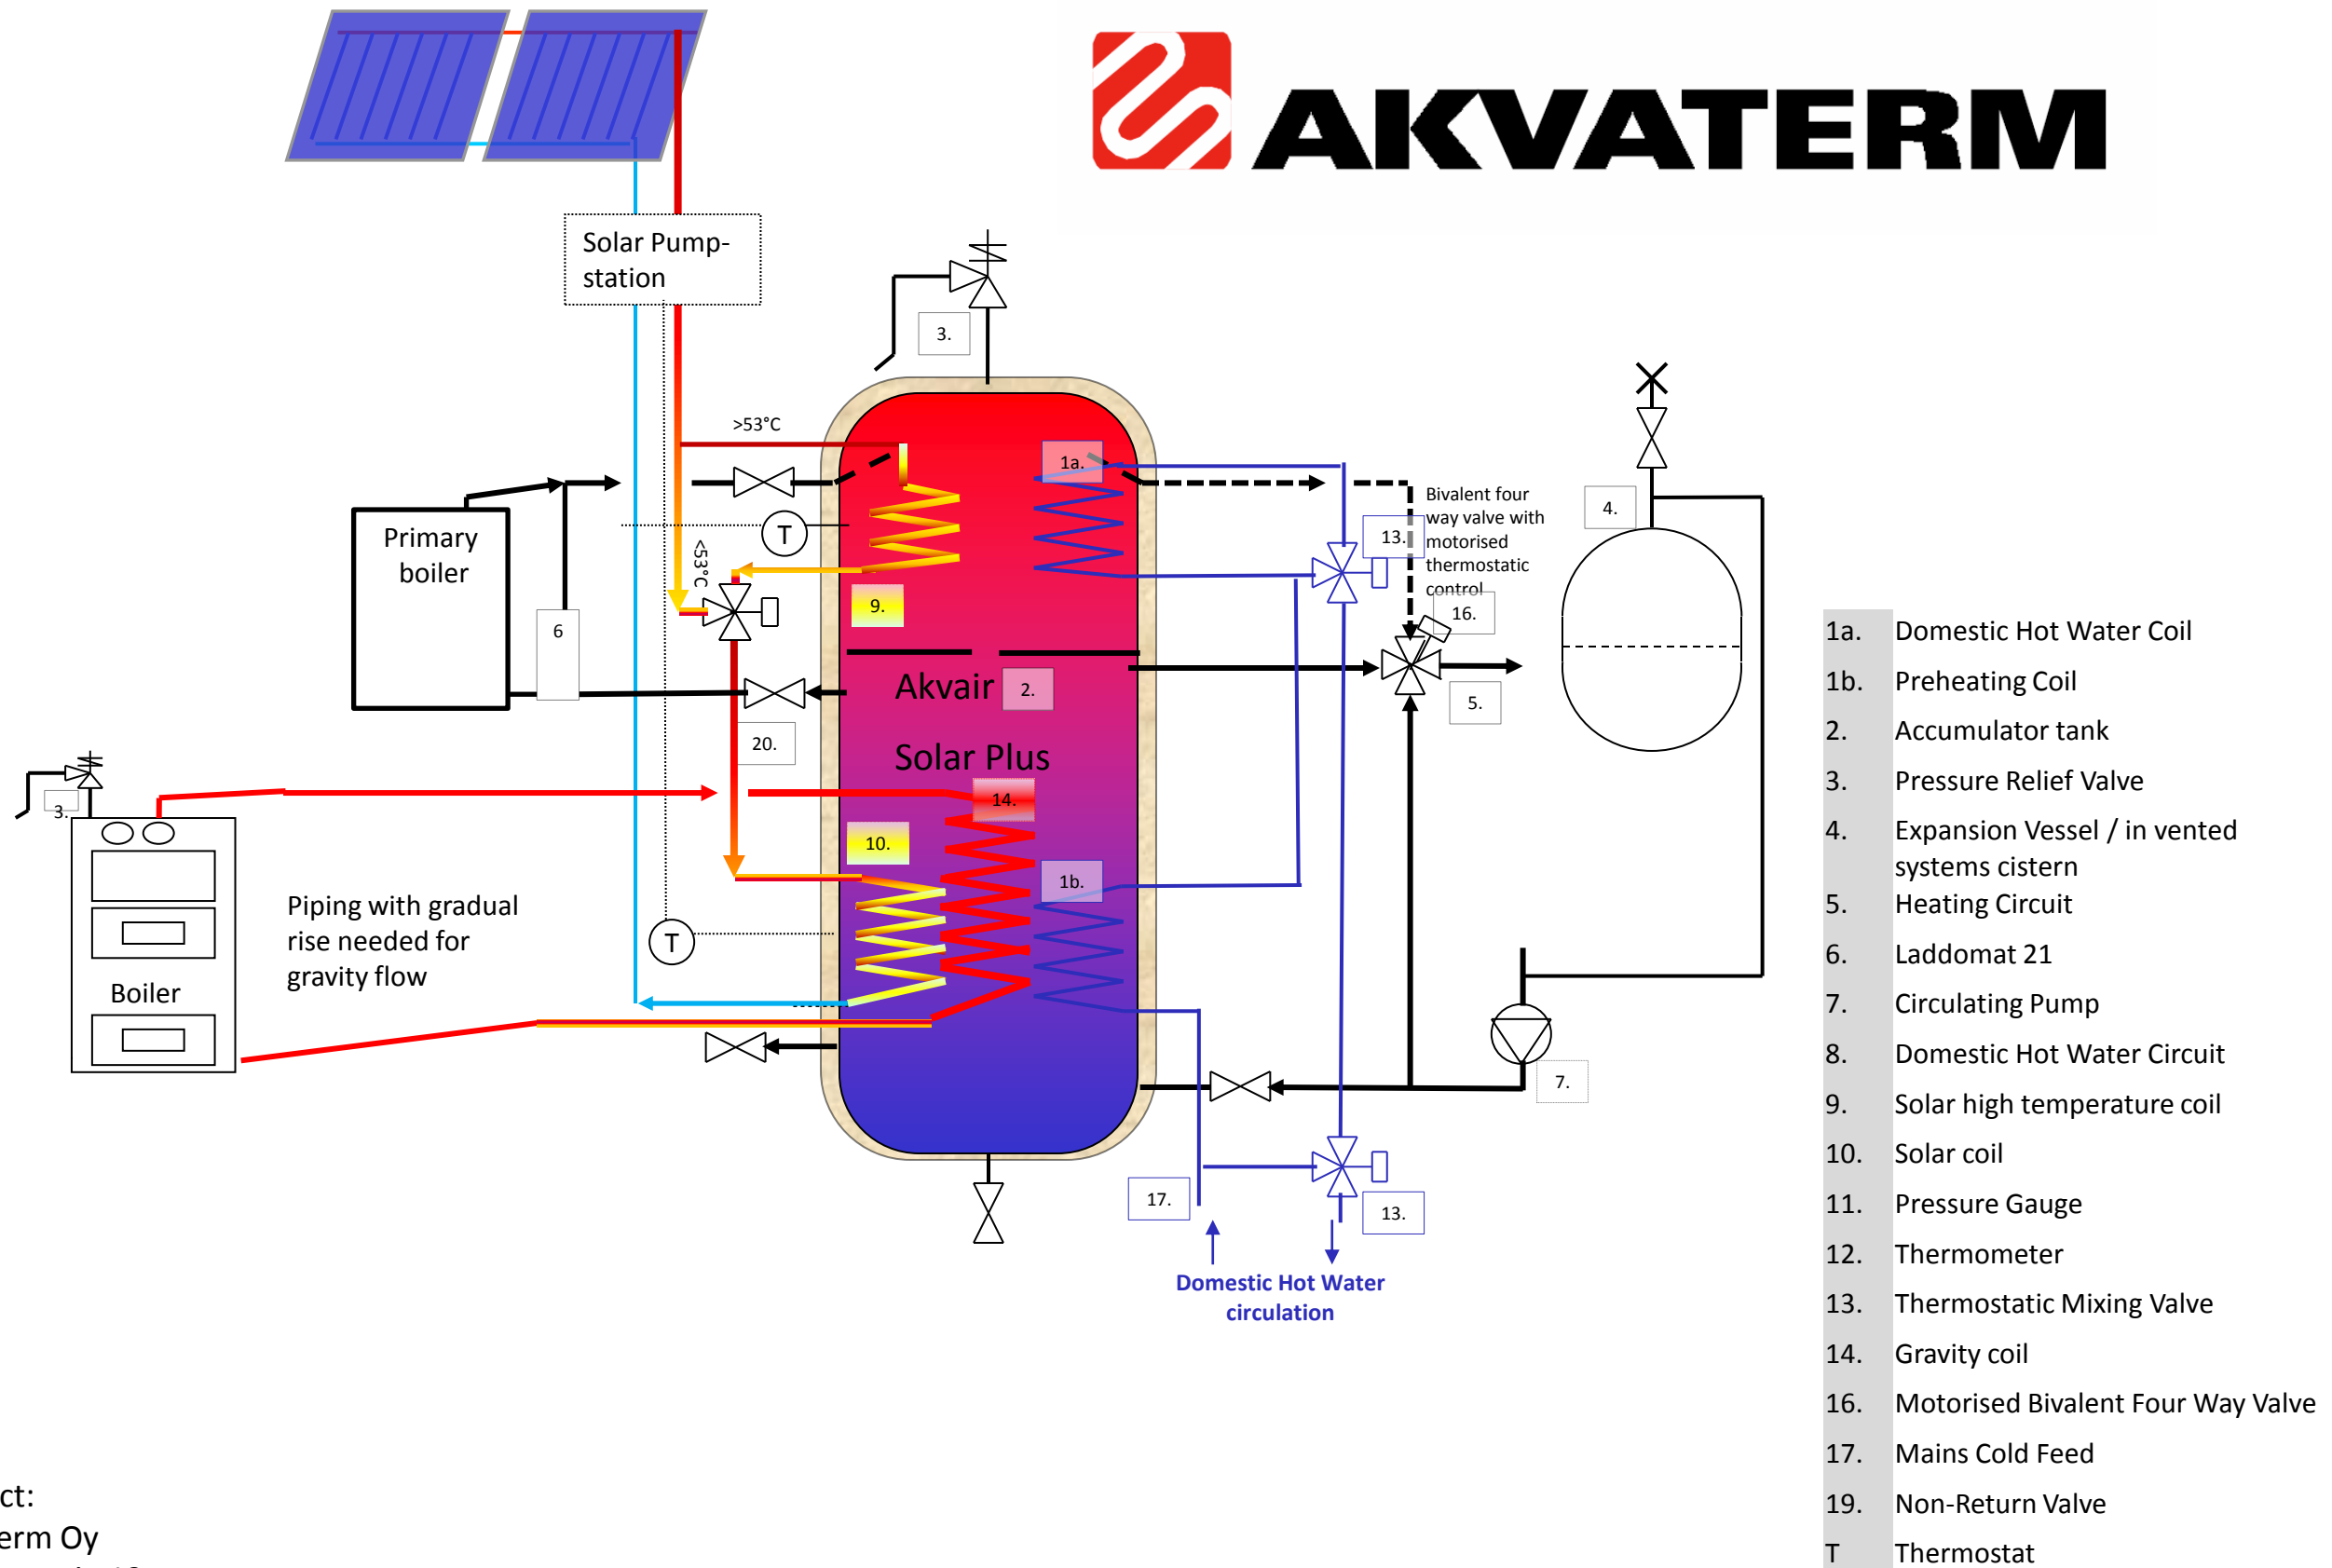 AKVATERM
Solar Pump-
station
3.
>53°C
1a.
Bivalent four
way valve with
motorised
thermostatic
control
4.
13.
T
<53°C
Primary
boiler
9.
16.
6
Akvair
2.
5.
20.
Solar Plus
3.
14.
10.
1b.
Piping with gradual
rise needed for
gravity flow
T
Boiler
7.
17.
13.
Domestic Hot Water
circulation
1a. Domestic Hot Water Coil
1b. Preheating Coil
2. Accumulator tank
3. Pressure Relief Valve
4. Expansion Vessel / in vented
systems cistern
5. Heating Circuit
6. Laddomat 21
7. Circulating Pump
8. Domestic Hot Water Circuit
9. Solar high temperature coil
10. Solar coil
11. Pressure Gauge
12. Thermometer
13. Thermostatic Mixing Valve
14. Gravity coil
16. Motorised Bivalent Four Way Valve
17. Mains Cold Feed
19. Non-Return Valve
T Thermostat
ct:
erm Oy